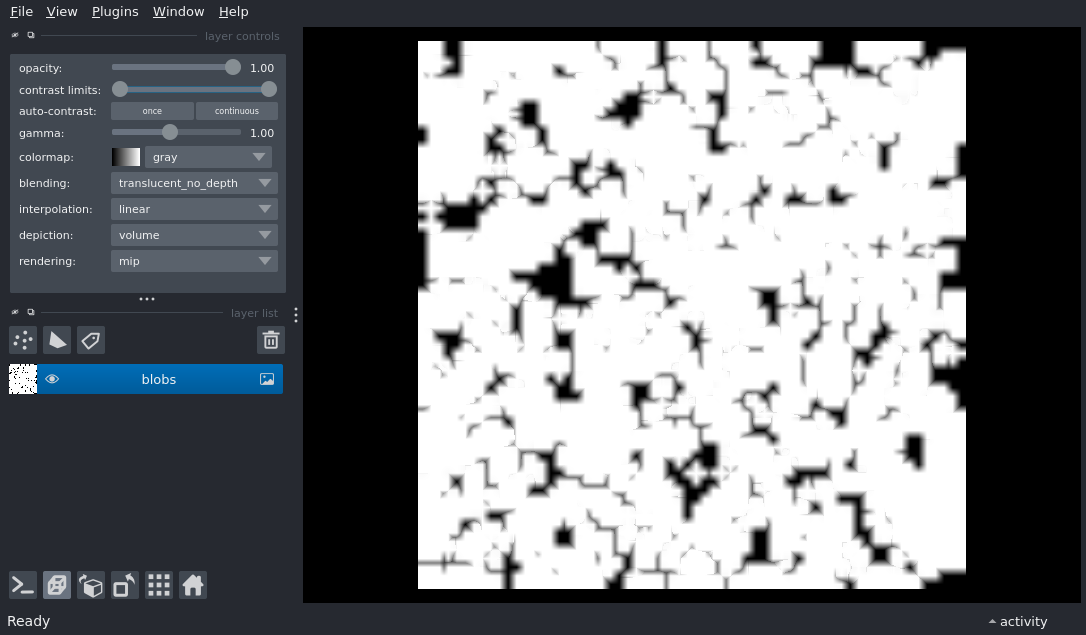 File View Plugins Window Help
layer controls
opacity: 1.00
contrast limits:
auto-contrast: once continuous
gamma: 1.00
colormap: gray
blending: translucent_no_depth
interpolation: linear
depiction: volume
rendering: mip
layer list
blobs
Ready activity